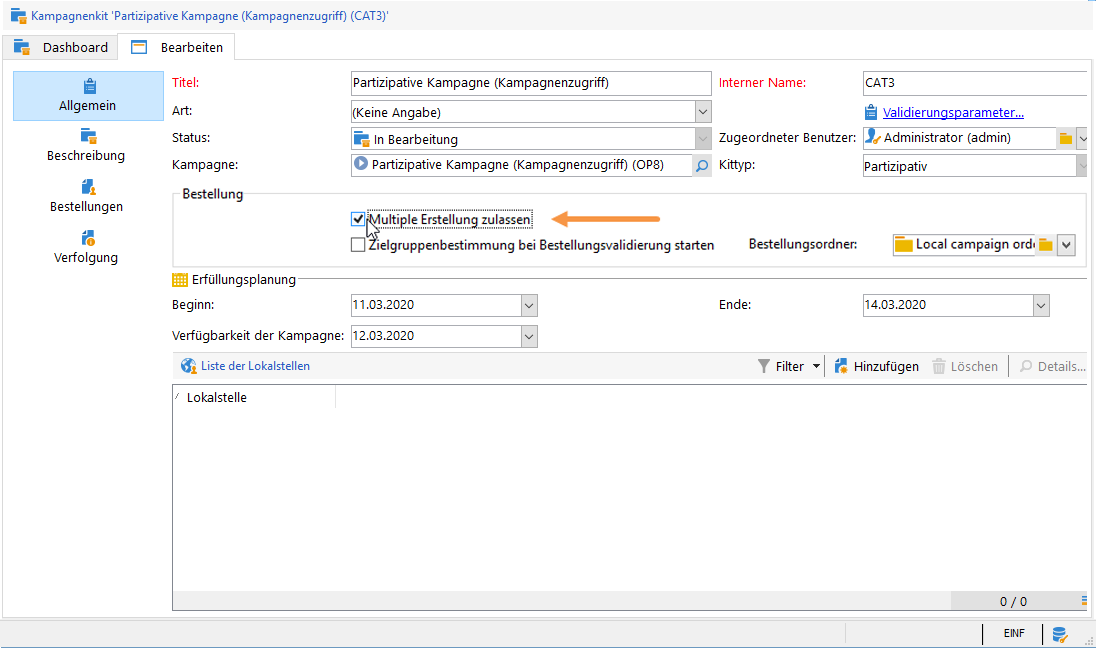 Kampagnenkit 'Partizipative Kampagne (Kampagnenzugriff) (CAT3)'
Dashboard Bearbeiten
Allgemein
Beschreibung
Bestellungen
Verfolgung
Titel: Partizipative Kampagne (Kampagnenzugriff) Interner Name: CAT3
Art: (Keine Angabe) Validierungsparameter...
Status: In Bearbeitung Zugeordneter Benutzer: Administrator (admin)
Kampagne: Partizipative Kampagne (Kampagnenzugriff) (OP8) Kittyp: Partizipativ
Bestellung
Multiple Erstellung zulassen
Zielgruppenbestimmung bei Bestellungsvalidierung starten Bestellungsordner: Local campaign orde
Erfüllungsplanung
Beginn: 11.03.2020 Ende: 14.03.2020
Verfügbarkeit der Kampagne: 12.03.2020
Liste der Lokalstellen Filter Hinzufügen Löschen Details...
Lokalstelle
0 / 0
EINF